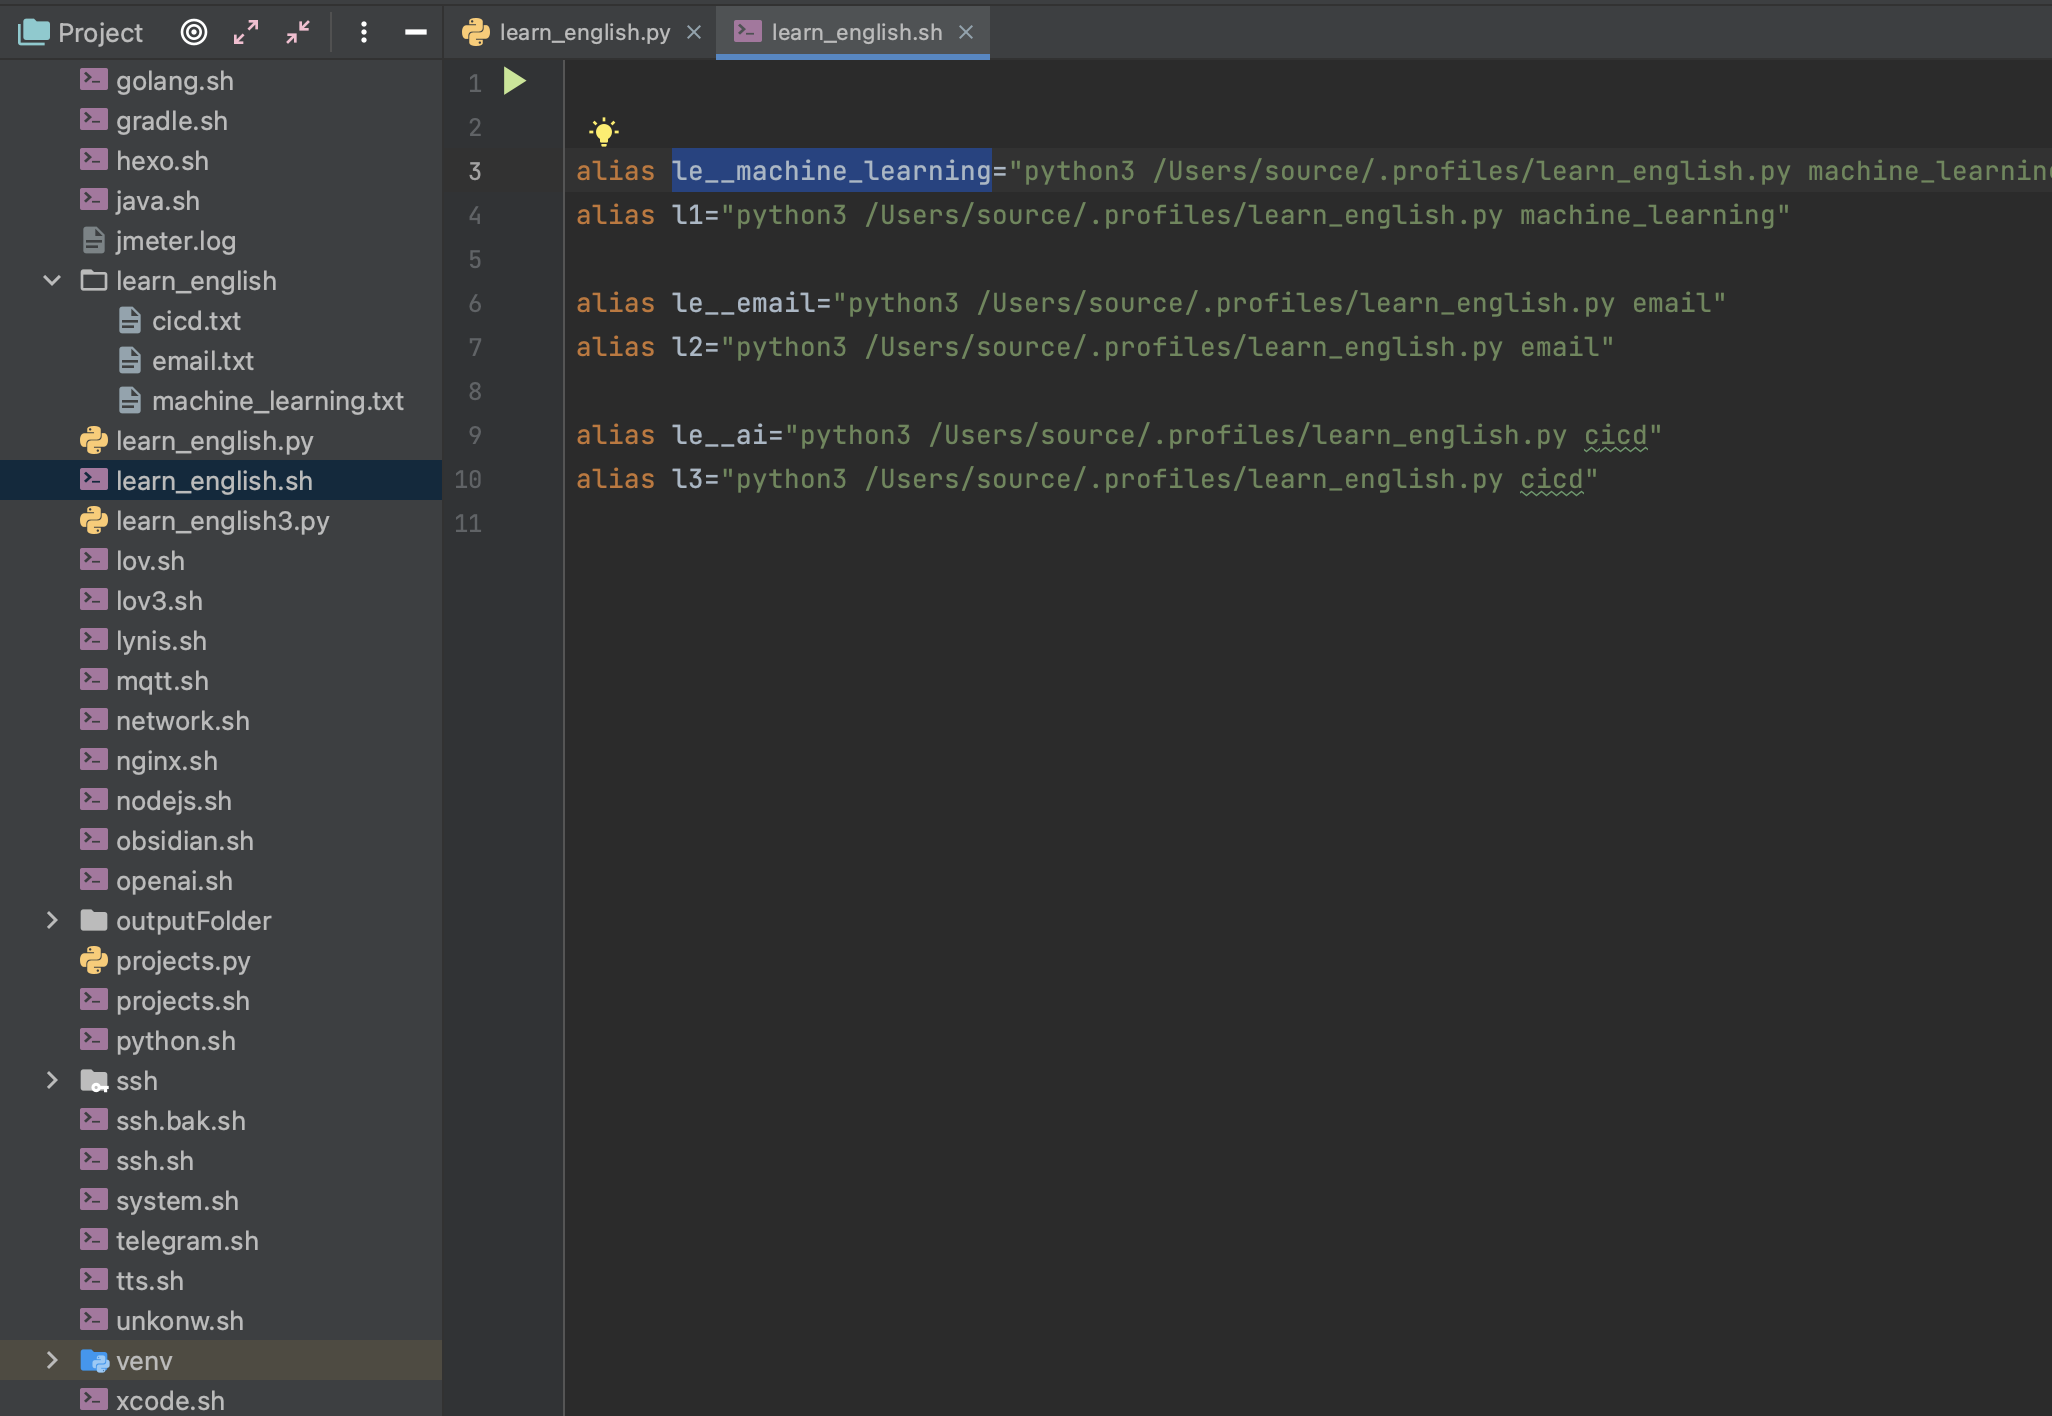 Project
learn_english.py
learn_english.sh
golang.sh
gradle.sh
hexo.sh
java.sh
jmeter.log
learn_english
cicd.txt
email.txt
machine_learning.txt
learn_english.py
learn_english.sh
learn_english3.py
lov.sh
lov3.sh
lynis.sh
mqtt.sh
network.sh
nginx.sh
nodejs.sh
obsidian.sh
openai.sh
outputFolder
projects.py
projects.sh
python.sh
ssh
ssh.bak.sh
ssh.sh
system.sh
telegram.sh
tts.sh
unkonw.sh
venv
xcode.sh
1
2
3 alias le__machine_learning="python3 /Users/source/.profiles/learn_english.py machine_learnin
4 alias l1="python3 /Users/source/.profiles/learn_english.py machine_learning"
5
6 alias le__email="python3 /Users/source/.profiles/learn_english.py email"
7 alias l2="python3 /Users/source/.profiles/learn_english.py email"
8
9 alias le__ai="python3 /Users/source/.profiles/learn_english.py cicd"
10 alias l3="python3 /Users/source/.profiles/learn_english.py cicd"
11